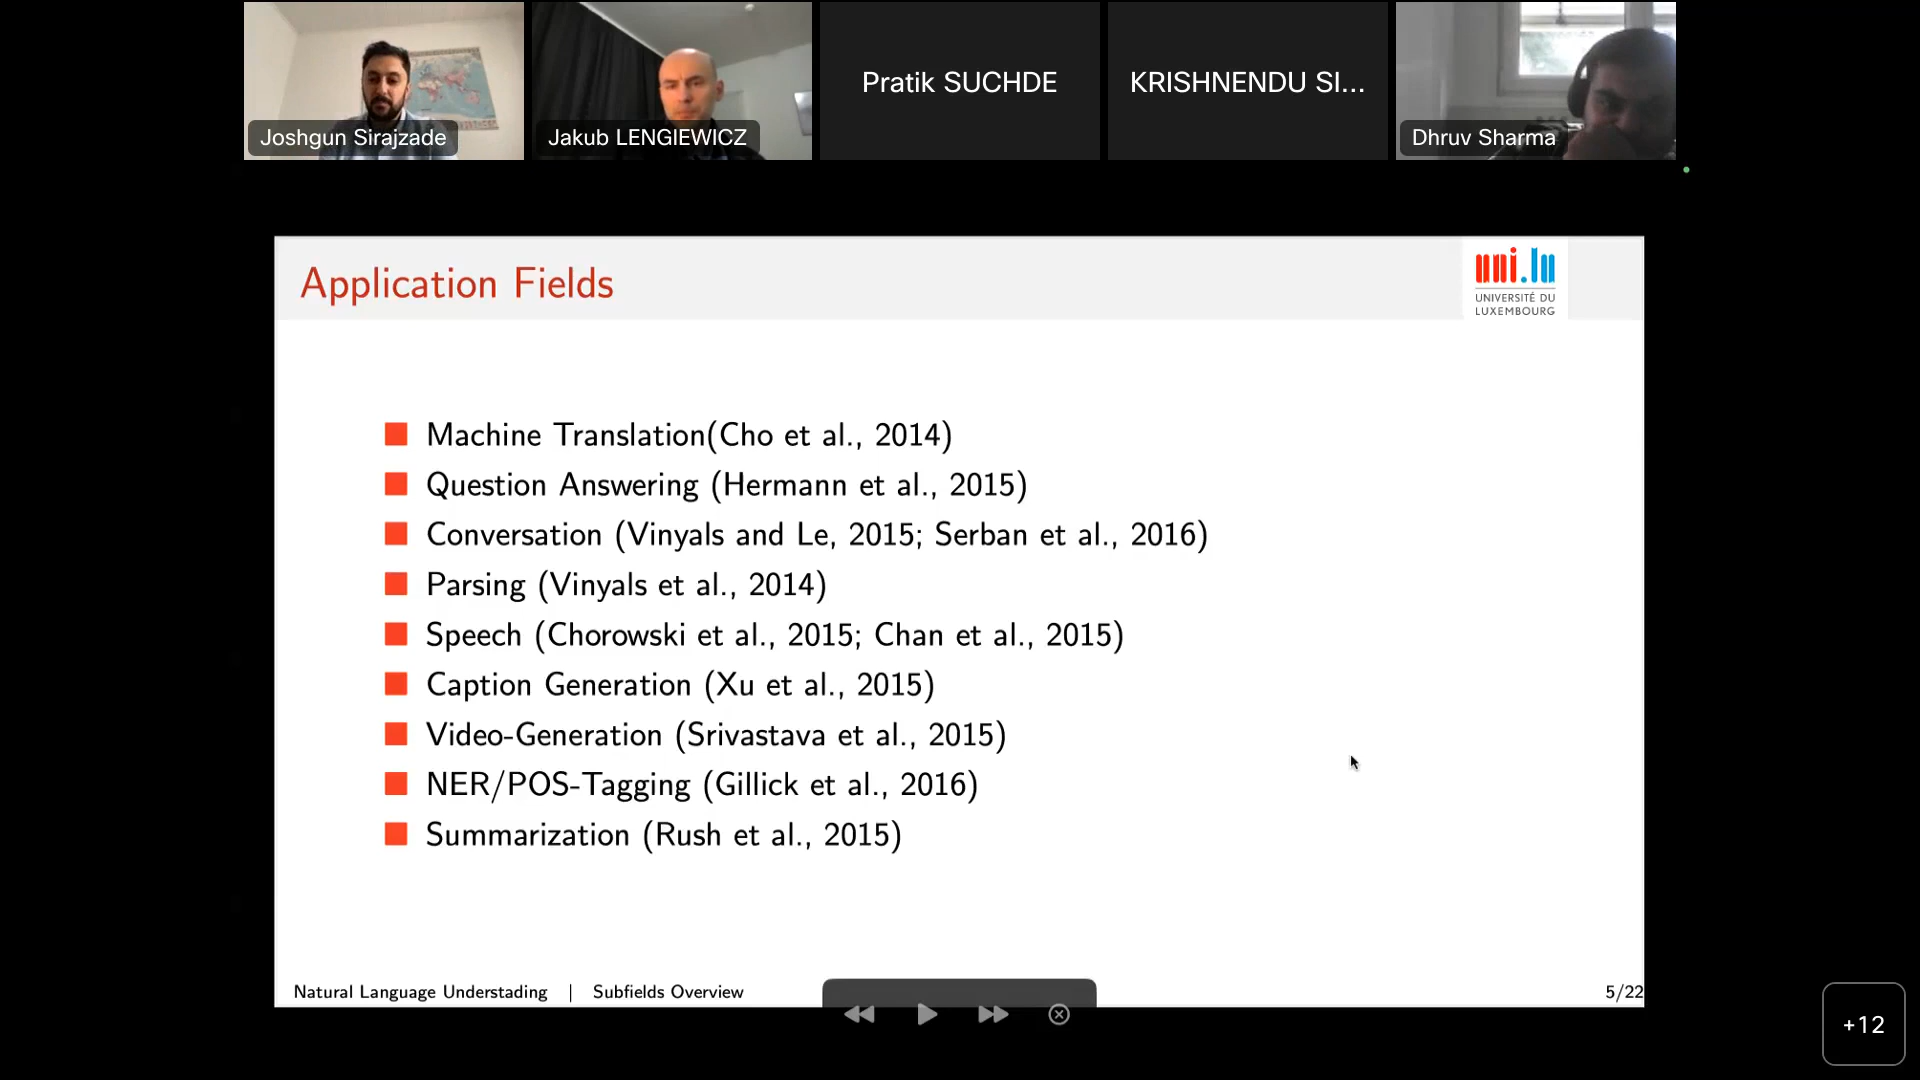 Joshgun Sirajzade
Jakub LENGIEWICZ
Pratik SUCHDE
KRISHNENDU SI...
Dhruv Sharma
Application Fields
uni.lu
UNIVERSITÉ DU
LUXEMBOURG
Machine Translation(Cho et al., 2014)
Question Answering (Hermann et al., 2015)
Conversation (Vinyals and Le, 2015; Serban et al., 2016)
Parsing (Vinyals et al., 2014)
Speech (Chorowski et al., 2015; Chan et al., 2015)
Caption Generation (Xu et al., 2015)
Video-Generation (Srivastava et al., 2015)
NER/POS-Tagging (Gillick et al., 2016)
Summarization (Rush et al., 2015)
Natural Language Understading | Subfields Overview
5/22
+12